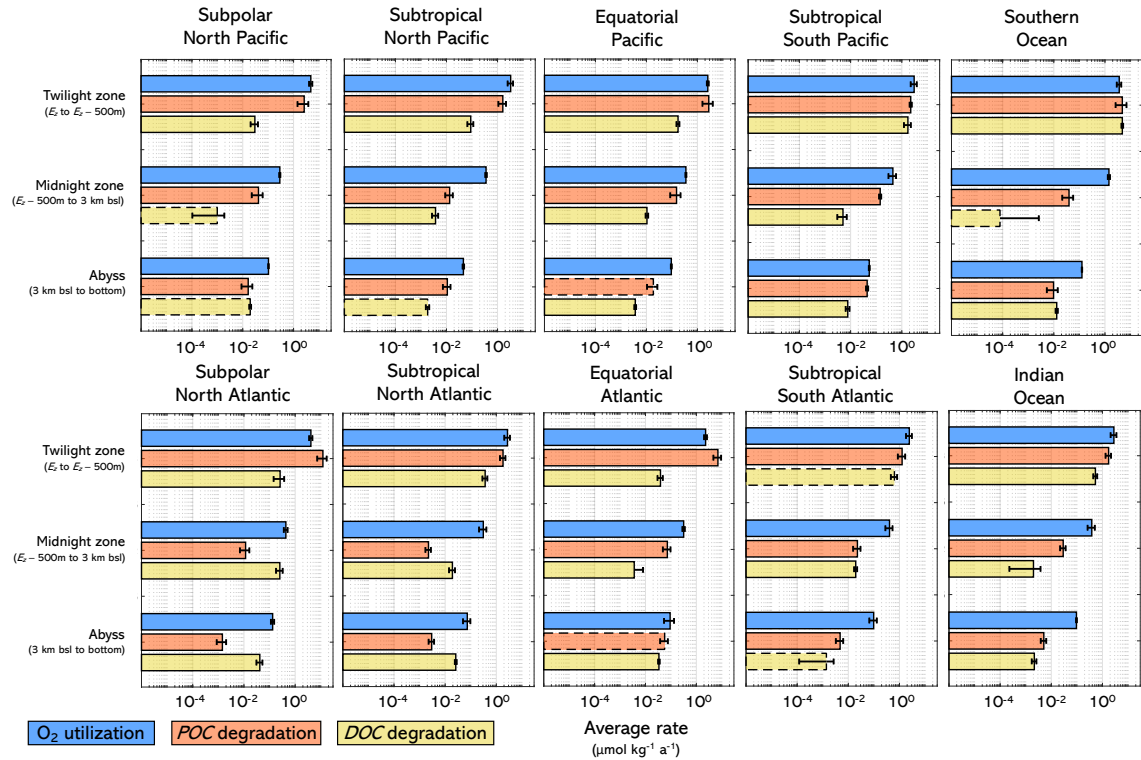 Subpolar
North Pacific
Subtropical
North Pacific
Equatorial
Pacific
Subtropical
South Pacific
Southern
Ocean
Twilight zone
(Ez to Ez – 500m)
Midnight zone
(Ez – 500m to 3 km bsl)
Abyss
(3 km bsl to bottom)
10⁻⁴ 10⁻² 10⁰
10⁻⁴ 10⁻² 10⁰
10⁻⁴ 10⁻² 10⁰
10⁻⁴ 10⁻² 10⁰
10⁻⁴ 10⁻² 10⁰
Subpolar
North Atlantic
Subtropical
North Atlantic
Equatorial
Atlantic
Subtropical
South Atlantic
Indian
Ocean
Twilight zone
(Ez to Ez – 500m)
Midnight zone
(Ez – 500m to 3 km bsl)
Abyss
(3 km bsl to bottom)
10⁻⁴ 10⁻² 10⁰
10⁻⁴ 10⁻² 10⁰
10⁻⁴ 10⁻² 10⁰
10⁻⁴ 10⁻² 10⁰
10⁻⁴ 10⁻² 10⁰
O₂ utilization
POC degradation
DOC degradation
Average rate
(μmol kg⁻¹ a⁻¹)